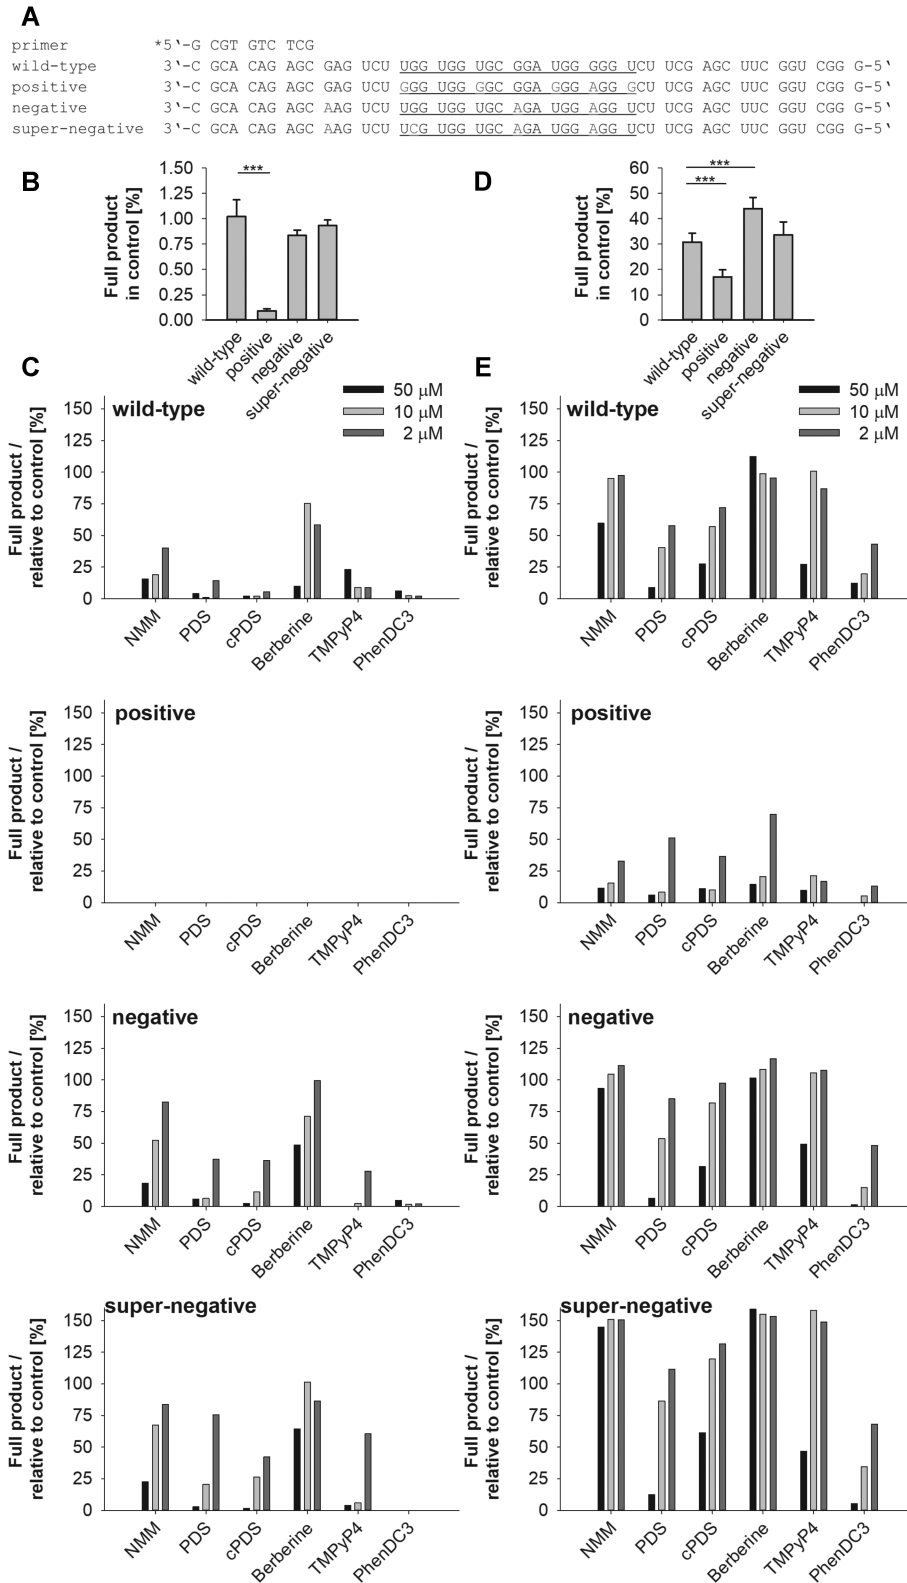 A
primer *5‛-G CGT GTC TCG
wild-type 3‛-C GCA CAG AGC GAG UCU UGG UGG UGC GGA UGG GGG UCU UCG AGC UUC GGU CGG G-5‛
positive 3‛-C GCA CAG AGC GAG UCU GGG UGG GGC GGA GGG AGG GCU UCG AGC UUC GGU CGG G-5‛
negative 3‛-C GCA CAG AGC AAG UCU UGG UGG UGC AGA UGG AGG UCU UCG AGC UUC GGU CGG G-5‛
super-negative 3‛-C GCA CAG AGC AAG UCU UCG UGG UGC AGA UGG AGG UCU UCG AGC UUC GGU CGG G-5‛
B
Full product
in control [%]
1.50
1.25
1.00
0.75
0.50
0.25
0.00
***
wild-type
positive
negative
super-negative
D
Full product
in control [%]
60
50
40
30
20
10
0
***
***
wild-type
positive
negative
super-negative
C
50 µM
10 µM
2 µM
wild-type
Full product /
relative to control [%]
150
125
100
75
50
25
0
NMM
PDS
cPDS
Berberine
TMPyP4
PhenDC3
E
50 µM
10 µM
2 µM
wild-type
Full product /
relative to control [%]
150
125
100
75
50
25
0
NMM
PDS
cPDS
Berberine
TMPyP4
PhenDC3
positive
Full product /
relative to control [%]
150
125
100
75
50
25
0
NMM
PDS
cPDS
Berberine
TMPyP4
PhenDC3
positive
Full product /
relative to control [%]
150
125
100
75
50
25
0
NMM
PDS
cPDS
Berberine
TMPyP4
PhenDC3
negative
Full product /
relative to control [%]
150
125
100
75
50
25
0
NMM
PDS
cPDS
Berberine
TMPyP4
PhenDC3
negative
Full product /
relative to control [%]
150
125
100
75
50
25
0
NMM
PDS
cPDS
Berberine
TMPyP4
PhenDC3
super-negative
Full product /
relative to control [%]
150
125
100
75
50
25
0
NMM
PDS
cPDS
Berberine
TMPyP4
PhenDC3
super-negative
Full product /
relative to control [%]
150
125
100
75
50
25
0
NMM
PDS
cPDS
Berberine
TMPyP4
PhenDC3